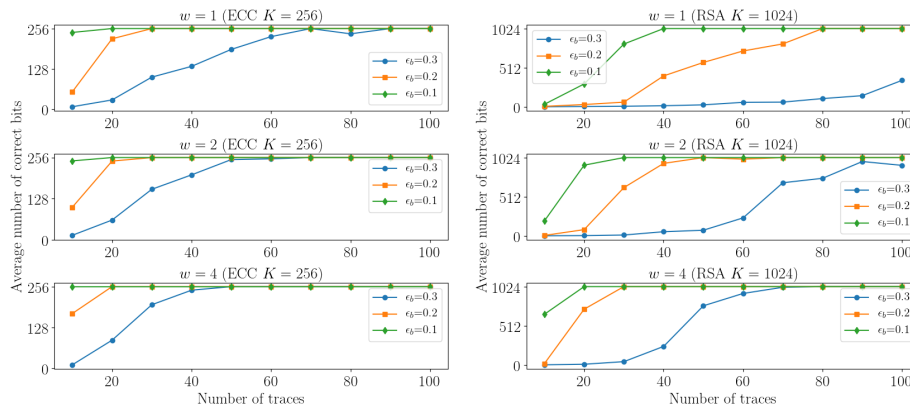 w = 1 (ECC K = 256)
256
128
0
20 40 60 80 100
ϵb=0.3
ϵb=0.2
ϵb=0.1
w = 2 (ECC K = 256)
256
128
0
20 40 60 80 100
ϵb=0.3
ϵb=0.2
ϵb=0.1
w = 4 (ECC K = 256)
256
128
0
20 40 60 80 100
ϵb=0.3
ϵb=0.2
ϵb=0.1
Average number of correct bits
Number of traces
w = 1 (RSA K = 1024)
1024
512
0
20 40 60 80 100
ϵb=0.3
ϵb=0.2
ϵb=0.1
w = 2 (RSA K = 1024)
1024
512
0
20 40 60 80 100
ϵb=0.3
ϵb=0.2
ϵb=0.1
w = 4 (RSA K = 1024)
1024
512
0
20 40 60 80 100
ϵb=0.3
ϵb=0.2
ϵb=0.1
Average number of correct bits
Number of traces